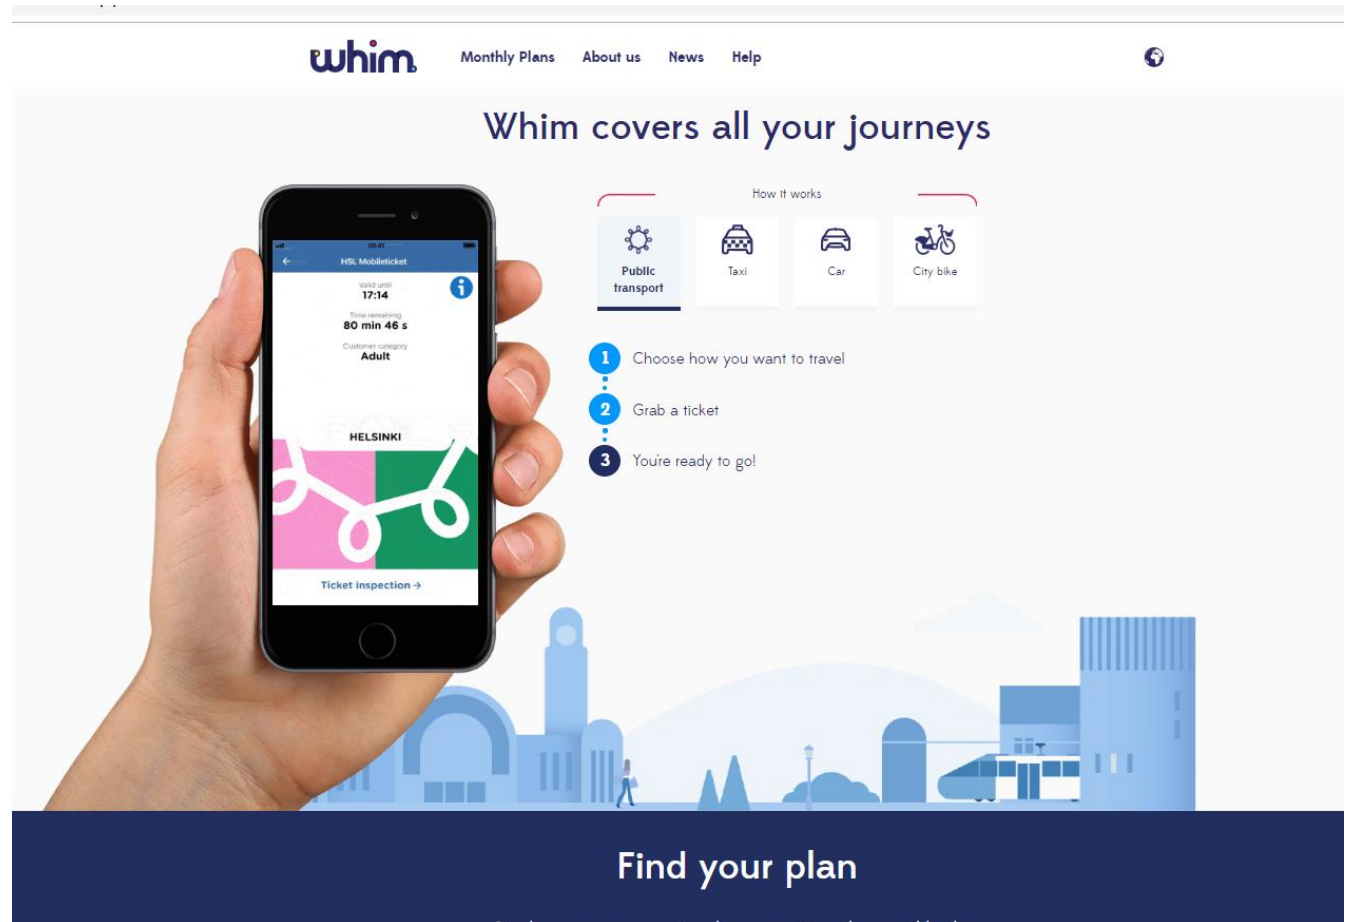 whim.
Monthly Plans About us News Help
Whim covers all your journeys
How it works
Public
transport
Taxi
Car
City bike
1 Choose how you want to travel
2 Grab a ticket
3 You're ready to go!
00:41
HSL Mobileticket
Valid until
17:14
Time remaining
80 min 46 s
Customer category
Adult
HELSINKI
Ticket inspection →
Find your plan